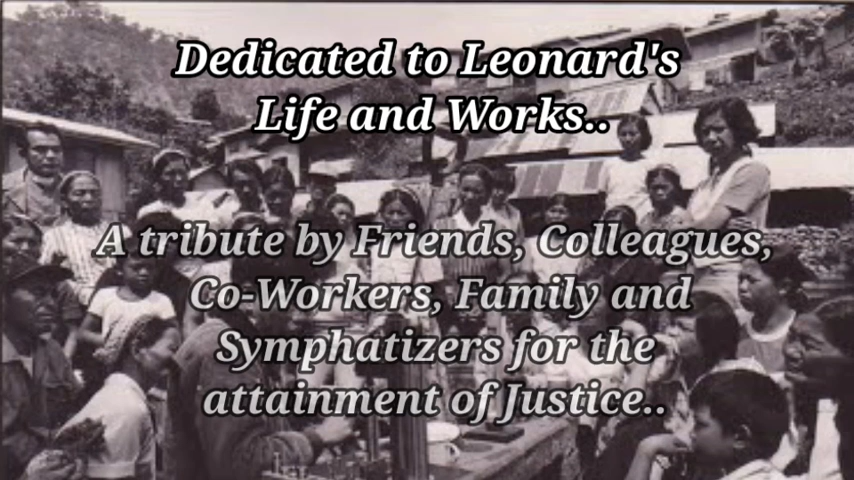 Dedicated to Leonard's
Life and Works..
A tribute by Friends, Colleagues,
Co-Workers, Family and
Symphatizers for the
attainment of Justice..